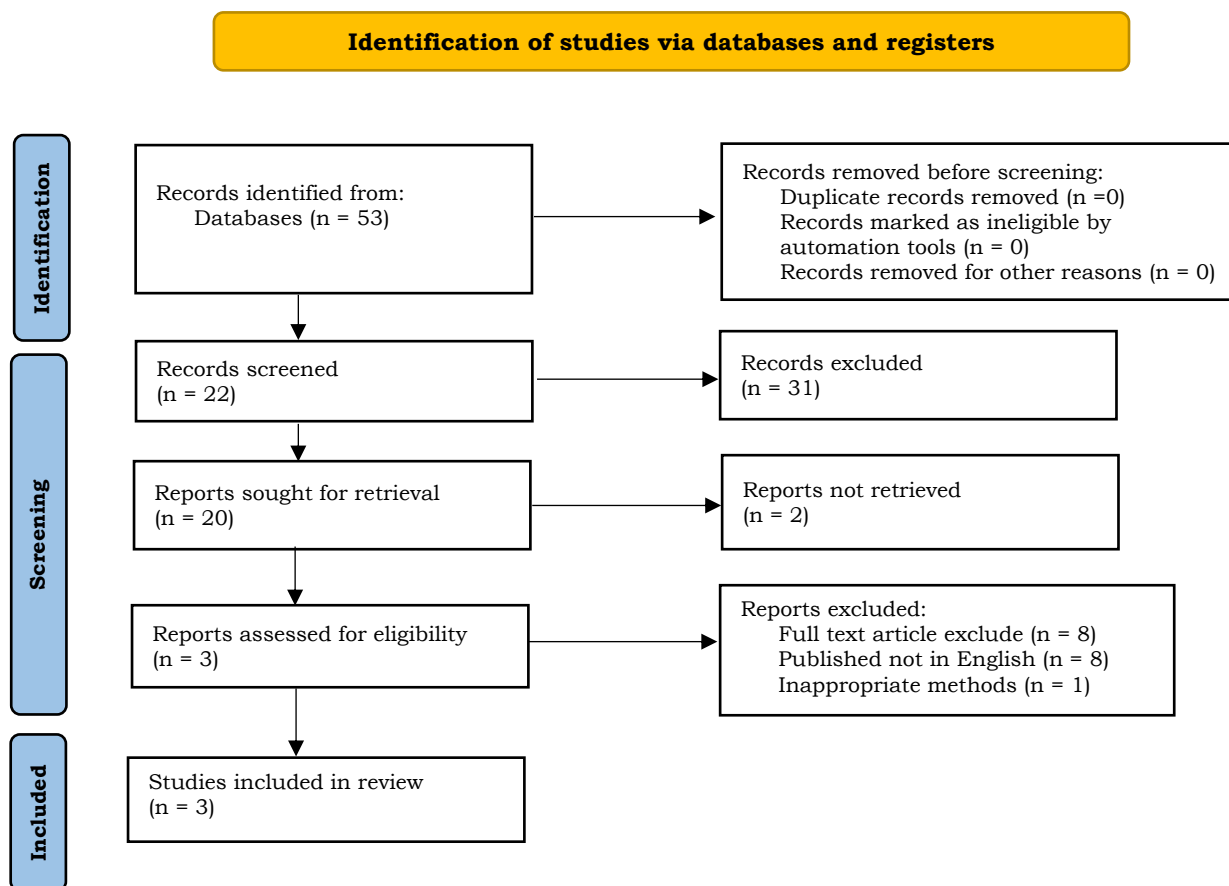 Identification of studies via databases and registers
Identification
Records identified from:
Databases (n = 53)
Records removed before screening:
Duplicate records removed (n =0)
Records marked as ineligible by
automation tools (n = 0)
Records removed for other reasons (n = 0)
Screening
Records screened
(n = 22)
Records excluded
(n = 31)
Reports sought for retrieval
(n = 20)
Reports not retrieved
(n = 2)
Reports assessed for eligibility
(n = 3)
Reports excluded:
Full text article exclude (n = 8)
Published not in English (n = 8)
Inappropriate methods (n = 1)
Included
Studies included in review
(n = 3)